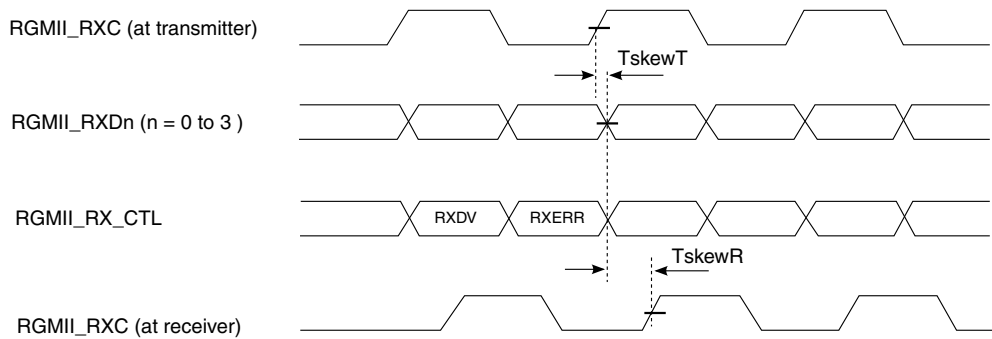 RGMII_RXC (at transmitter)
TskewT
RGMII_RXDn (n = 0 to 3 )
RGMII_RX_CTL
RXDV
RXERR
TskewR
RGMII_RXC (at receiver)